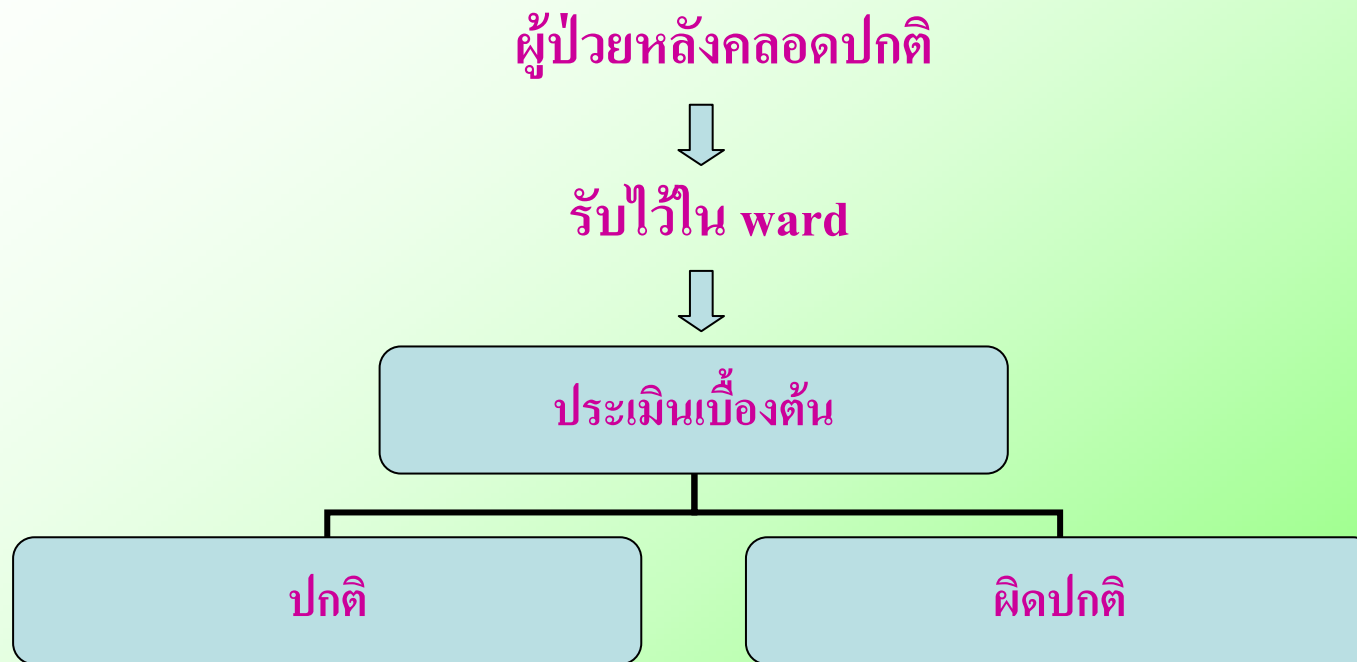 ผู้ป่วยหลังคลอดปกติ
รับไว้ใน ward
ประเมินเบื้องต้น
ปกติ
ผิดปกติ